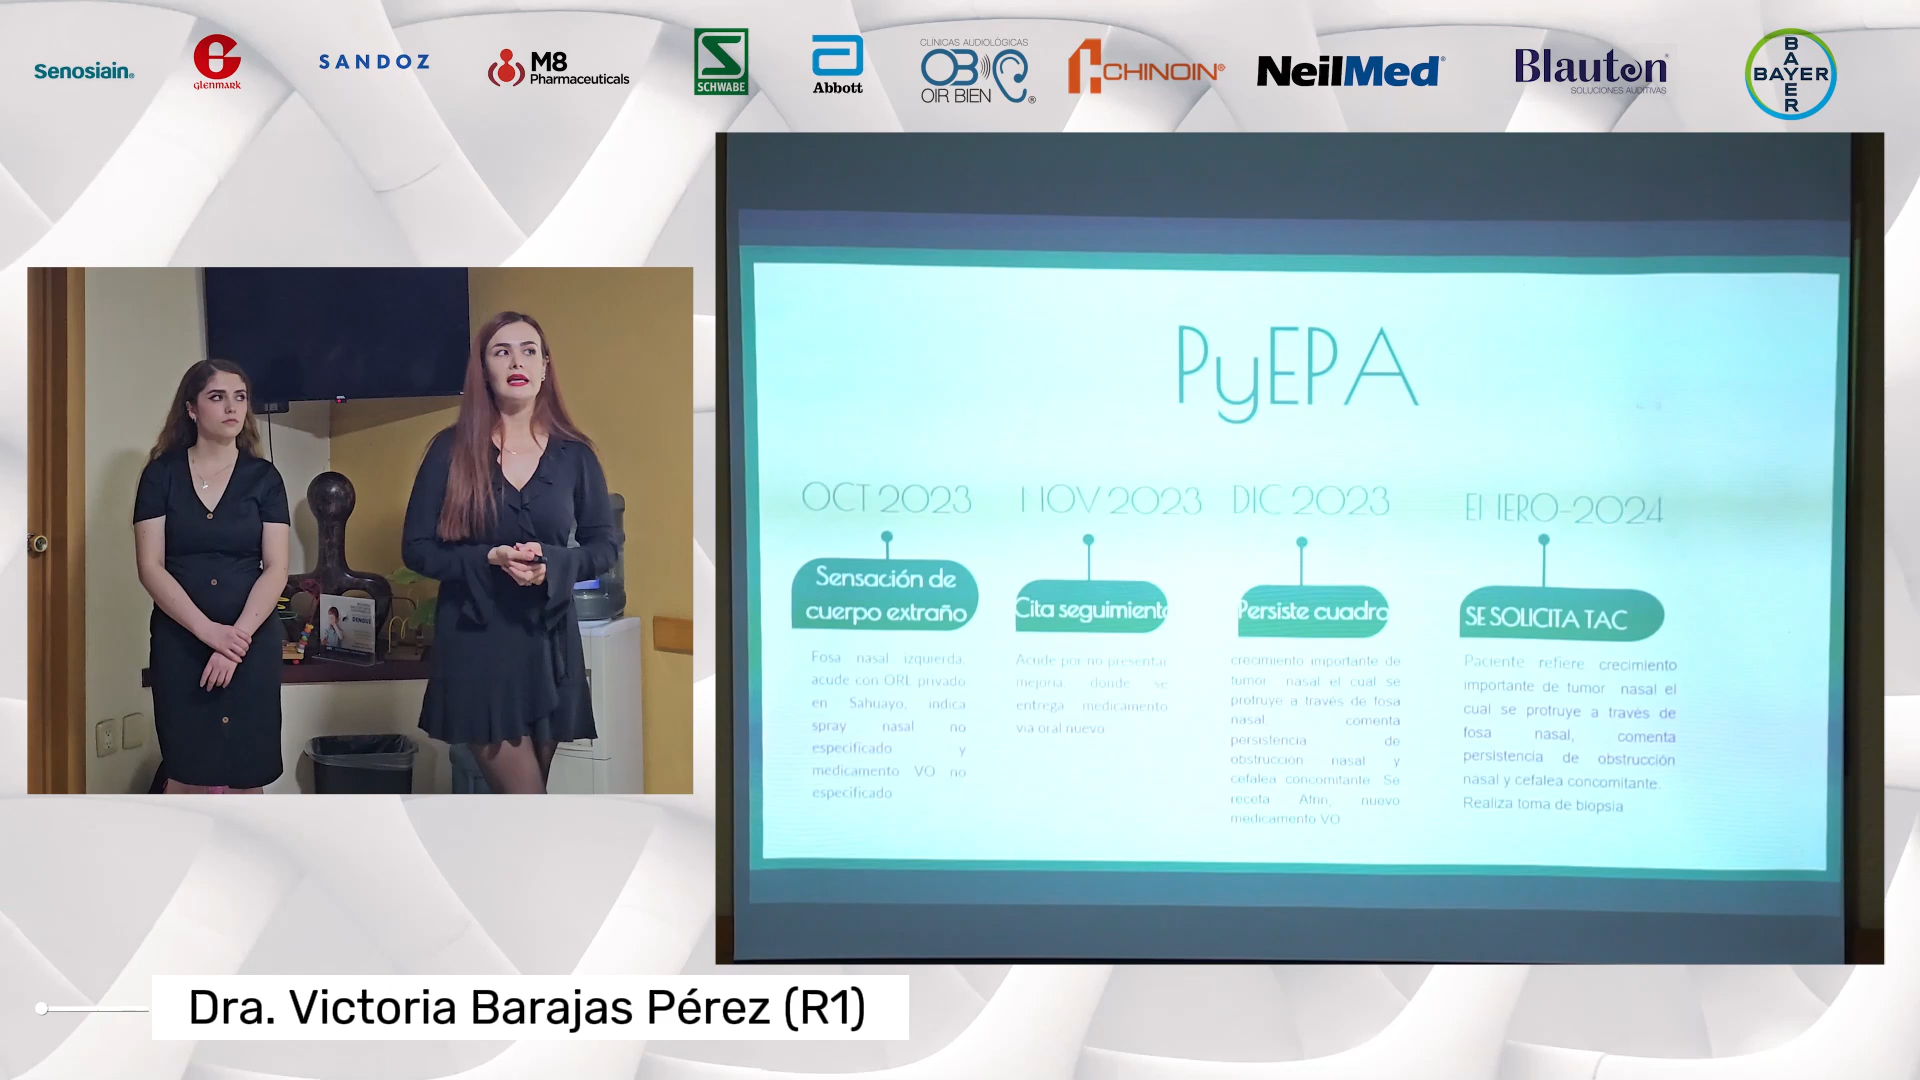 Senosiain®
GLENMARK
SANDOZ
M8
Pharmaceuticals
SCHWABE
Abbott
CLÍNICAS AUDIOLÓGICAS
OB
OIR BIEN®
CHINOIN®
NeilMed®
Blauton
SOLUCIONES AUDITIVAS
BAYER
BAYER
PyEPA
OCT 2023
Sensación de
cuerpo extraño
Fosa nasal izquierda,
acude con ORL privado
en Sahuayo, indica
spray nasal no
especificado y
medicamento VO no
especificado
NOV 2023
Cita seguimiento
Acude por no presentar
mejoría, donde se
entrega medicamento
via oral nuevo
DIC 2023
Persiste cuadro
crecimiento importante de
tumor nasal el cual se
protruye a través de fosa
nasal, comenta
persistencia de
obstrucción nasal y
cefalea concomitante. Se
receta Afrin, nuevo
medicamento VO
ENERO-2024
SE SOLICITA TAC
Paciente refiere crecimiento
importante de tumor nasal el
cual se protruye a través de
fosa nasal, comenta
persistencia de obstrucción
nasal y cefalea concomitante.
Realiza toma de biopsia
DENGUE
Dra. Victoria Barajas Pérez (R1)